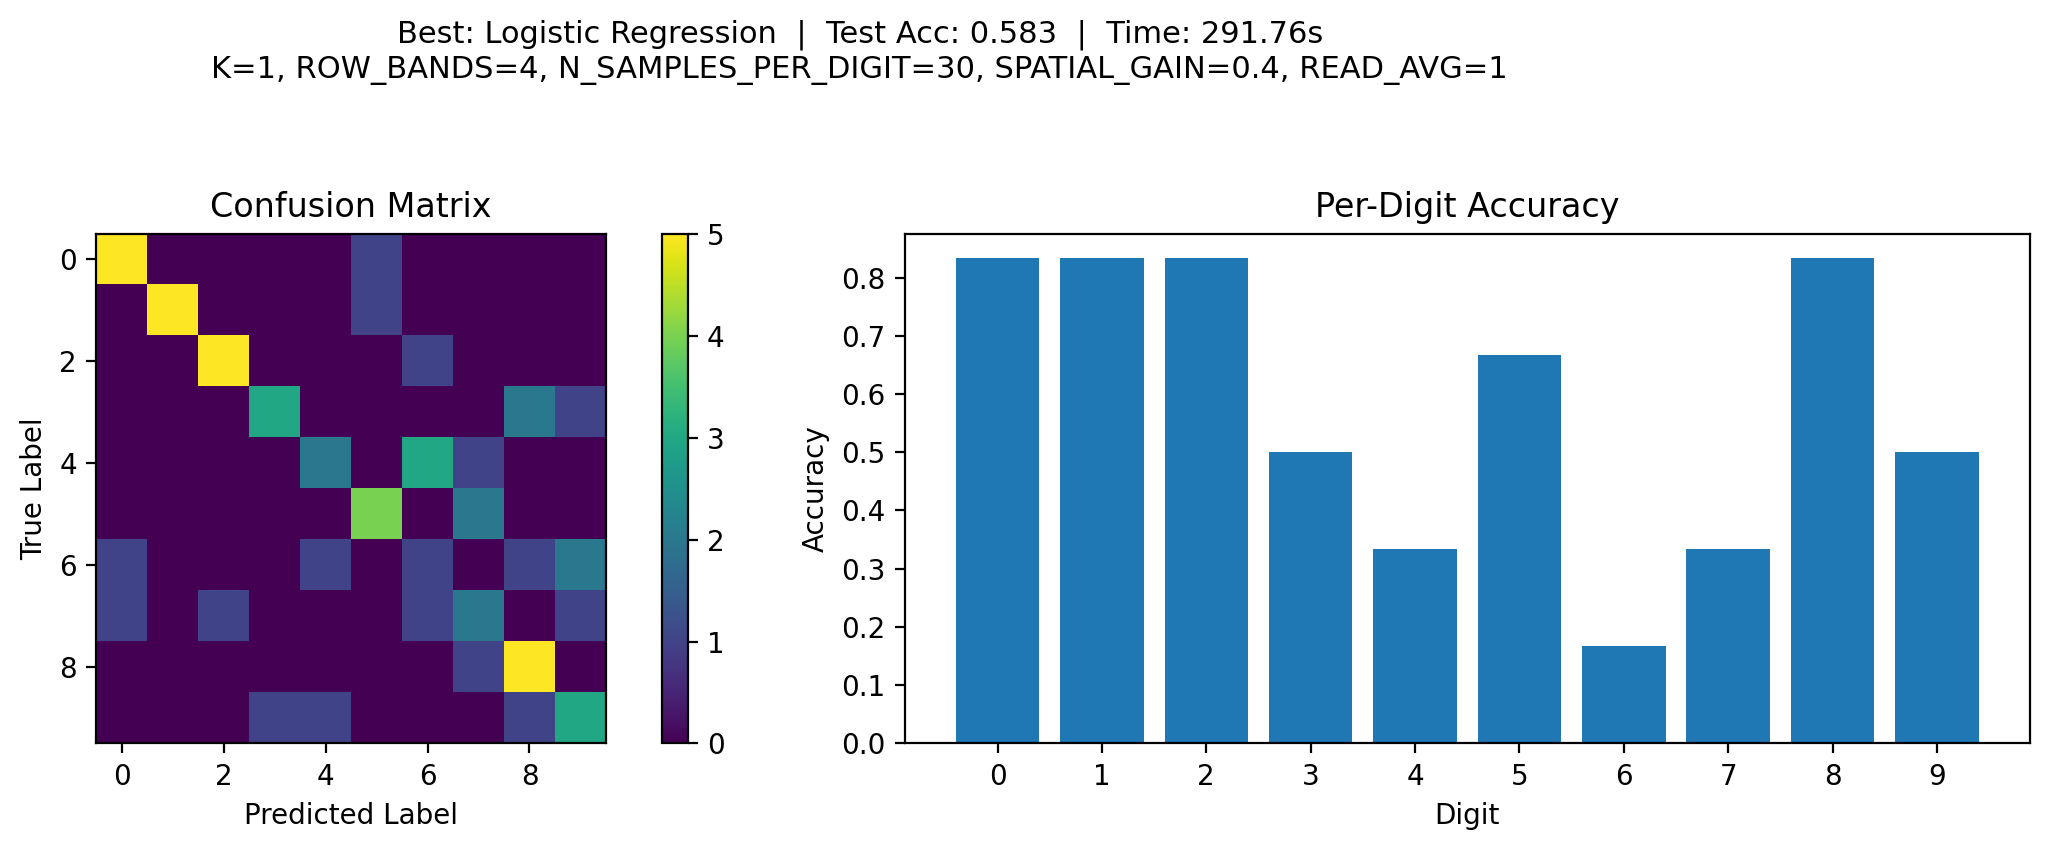 Best: Logistic Regression | Test Acc: 0.583 | Time: 291.76s
K=1, ROW_BANDS=4, N_SAMPLES_PER_DIGIT=30, SPATIAL_GAIN=0.4, READ_AVG=1
Confusion Matrix
True Label
0
2
4
6
8
0 2 4 6 8
Predicted Label
5
4
3
2
1
0
Per-Digit Accuracy
Accuracy
0.8
0.7
0.6
0.5
0.4
0.3
0.2
0.1
0.0
0 1 2 3 4 5 6 7 8 9
Digit